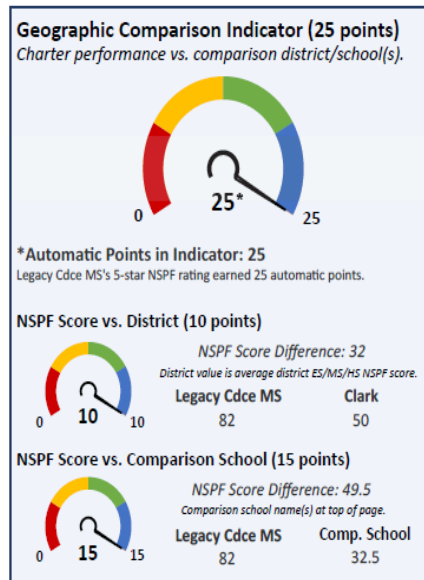 Geographic Comparison Indicator (25 points)
Charter performance vs. comparison district/school(s).
0
25*
25
*Automatic Points in Indicator: 25
Legacy Cdce MS's 5-star NSPF rating earned 25 automatic points.
NSPF Score vs. District (10 points)
NSPF Score Difference: 32
District value is average district ES/MS/HS NSPF score.
Legacy Cdce MS Clark
0 10 10 82 50
NSPF Score vs. Comparison School (15 points)
NSPF Score Difference: 49.5
Comparison school name(s) at top of page.
Legacy Cdce MS Comp. School
0 15 15 82 32.5